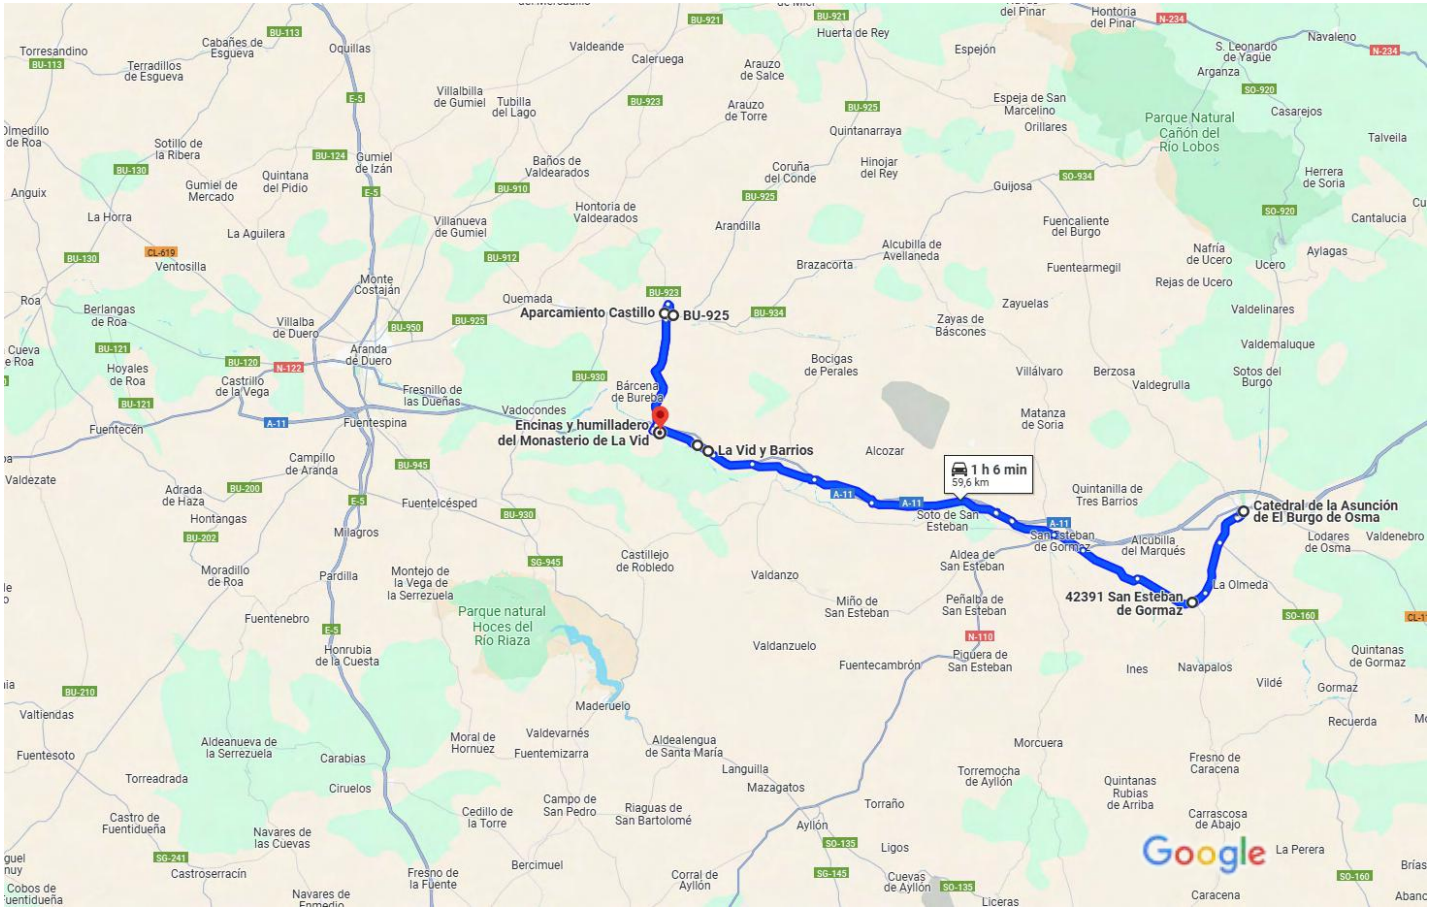 BU-113
BU-921
BU-921
del Pinar
Hontoria
del Pinar
N-234
Huerta de Rey
Navaleno
N-234
Torresandino
BU-113
Cabañes de
Esgueva
Oquillas
Valdeande
Caleruega
Espejón
S. Leonardo
de Yagüe
Arganza
Terradillos
de Esgueva
Arauzo
de Salce
E-5
Villalbilla
de Gumiel
Tubilla
del Lago
BU-923
Arauzo
de Torre
BU-925
Espeja de San
Marcelino
Orillares
SO-920
Casarejos
Parque Natural
Cañón del
Río Lobos
Olmedillo
de Roa
Sotillo de
la Ribera
BU-124
Gumiel
de Izán
Quintanarraya
Talveila
BU-130
Quintana
del Pidio
Baños de
Valdearados
Coruña
del Conde
Hinojar
del Rey
SO-934
Herrera
de Soria
Anguix
Gumiel de
Mercado
E-5
BU-910
BU-925
Guijosa
La Horra
Villanueva
de Gumiel
Hontoria de
Valdearados
Arandilla
Fuencaliente
del Burgo
SO-920
Cantalucia
La Aguilera
BU-130
CL-619
Ventosilla
BU-912
Alcubilla de
Avellaneda
Nafría
de Ucero
Aylagas
Brazacorta
Fuentearmegil
Ucero
Monte
Costaján
Rejas de Ucero
Roa
Berlangas
de Roa
Quemada
BU-923
Aparcamiento Castillo
BU-925
BU-934
Zayas de
Báscones
Zayuelas
Valdelinares
Villalba
de Duero
BU-950
BU-925
Cueva
e Roa
BU-121
Hoyales
de Roa
BU-120
N-122
Aranda
de Duero
Bocigas
de Perales
Valdemaluque
Castrillo
de la Vega
BU-930
Villálvaro
Berzosa
Valdegrulla
Sotos del
Burgo
BU-121
Fresnillo de
las Dueñas
Bárcena
de Bureba
Vadocondes
Fuentecén
A-11
Fuentespina
Encinas y humilladero
del Monasterio de La Vid
La Vid y Barrios
Matanza
de Soria
Alcozar
Campillo
de Aranda
BU-945
1 h 6 min
59,6 km
Valdezate
Adrada
de Haza
BU-200
E-5
Fuentelcésped
A-11
A-11
Quintanilla de
Tres Barrios
Catedral de la Asunción
de El Burgo de Osma
Hontangas
BU-930
Soto de San
Esteban
A-11
San Esteban
de Gormaz
BU-202
Milagros
Alcubilla
del Marqués
Lodares
de Osma
Valdenebro
Moradillo
de Roa
Pardilla
Montejo de
la Vega de
la Serrezuela
SG-945
Castillejo
de Robledo
Valdanzo
Aldea de
San Esteban
La Olmeda
Parque natural
Hoces del
Río Riaza
Miño de
San Esteban
Peñalba de
San Esteban
42391 San Esteban
de Gormaz
SO-160
Fuentenebro
E-5
Honrubia
de la Cuesta
Valdanzuelo
N-110
Piquera de
San Esteban
Fuentecambrón
Ines
Navapalos
Vildé
Quintanas
de Gormaz
BU-210
Gormaz
Valtiendas
Maderuelo
Recuerda
Fuentesoto
Aldeanueva de
la Serrezuela
Carabias
Moral de
Hornuez
Valdevarnés
Fuentemizarra
Aldealengua
de Santa María
Morcuera
Fresno de
Caracena
Languilla
Torreadrada
Ciruelos
Mazagatos
Torremocha
de Ayllón
Quintanas
Rubias
de Arriba
Castro de
Fuentidueña
Cedillo de
la Torre
Campo de
San Pedro
Riaguas de
San Bartolomé
Torraño
Carrascosa
de Abajo
Navares de
las Cuevas
Ayllón
SO-135
Ligos
Google
La Perera
SG-241
Castroserracín
Fresno de
la Fuente
Bercimuel
Corral de
Ayllón
SG-145
Cuevas
de Ayllón
SO-135
SO-160
Cobos de
Navares de
Liceras
Caracena